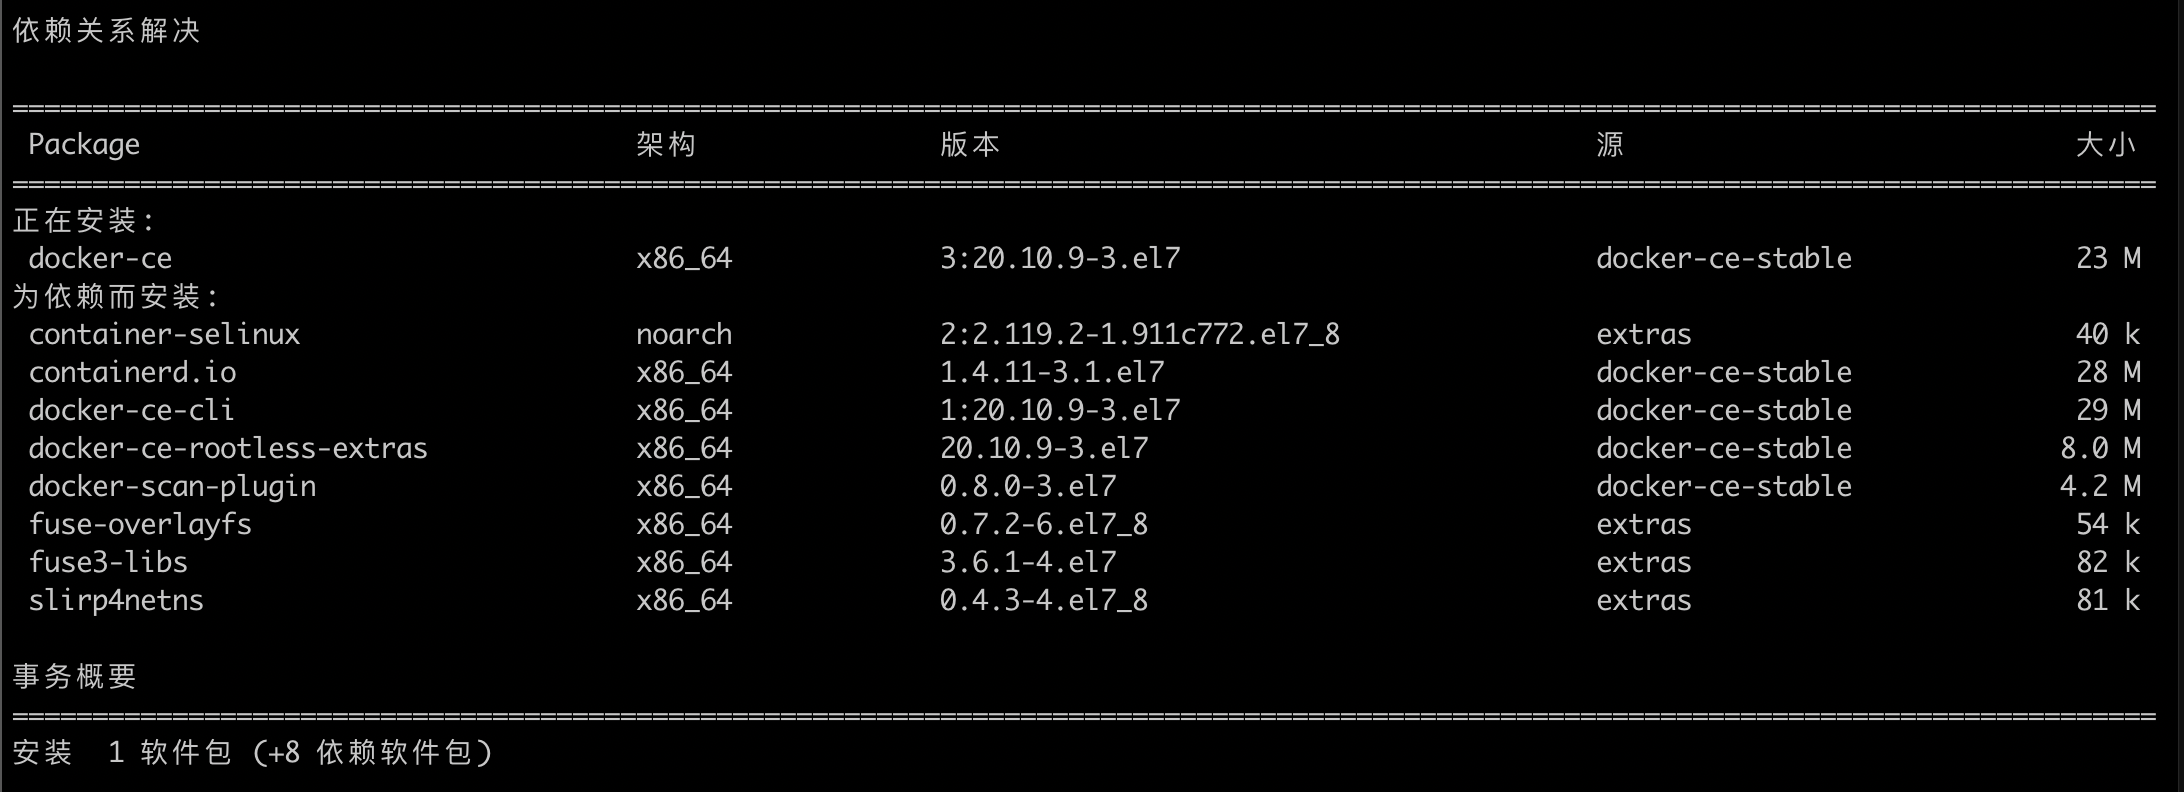 依赖关系解决
======================================================================================================================================
Package 架构 版本 源 大小
======================================================================================================================================
正在安装:
docker-ce x86_64 3:20.10.9-3.el7 docker-ce-stable 23 M
为依赖而安装:
container-selinux noarch 2:2.119.2-1.911c772.el7_8 extras 40 k
containerd.io x86_64 1.4.11-3.1.el7 docker-ce-stable 28 M
docker-ce-cli x86_64 1:20.10.9-3.el7 docker-ce-stable 29 M
docker-ce-rootless-extras x86_64 20.10.9-3.el7 docker-ce-stable 8.0 M
docker-scan-plugin x86_64 0.8.0-3.el7 docker-ce-stable 4.2 M
fuse-overlayfs x86_64 0.7.2-6.el7_8 extras 54 k
fuse3-libs x86_64 3.6.1-4.el7 extras 82 k
slirp4netns x86_64 0.4.3-4.el7_8 extras 81 k
事务概要
======================================================================================================================================
安装 1 软件包 (+8 依赖软件包)